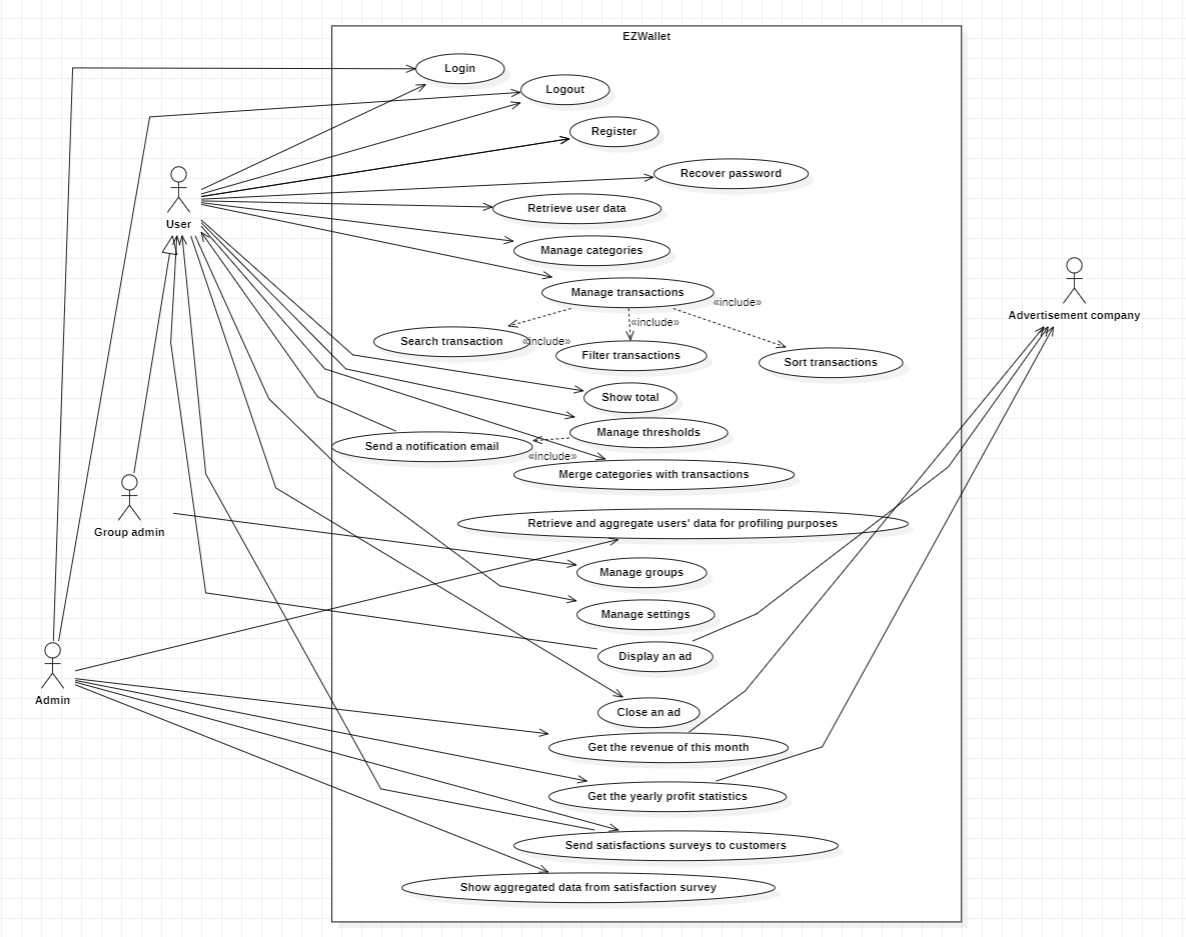 EZWallet
Login
Logout
Register
Recover password
User
Retrieve user data
Manage categories
Manage transactions
«include»
Advertisement company
«include»
Search transaction
«include»
Filter transactions
Sort transactions
Show total
Manage thresholds
Send a notification email
«include»
Merge categories with transactions
Retrieve and aggregate users' data for profiling purposes
Group admin
Manage groups
Manage settings
Display an ad
Admin
Close an ad
Get the revenue of this month
Get the yearly profit statistics
Send satisfactions surveys to customers
Show aggregated data from satisfaction survey